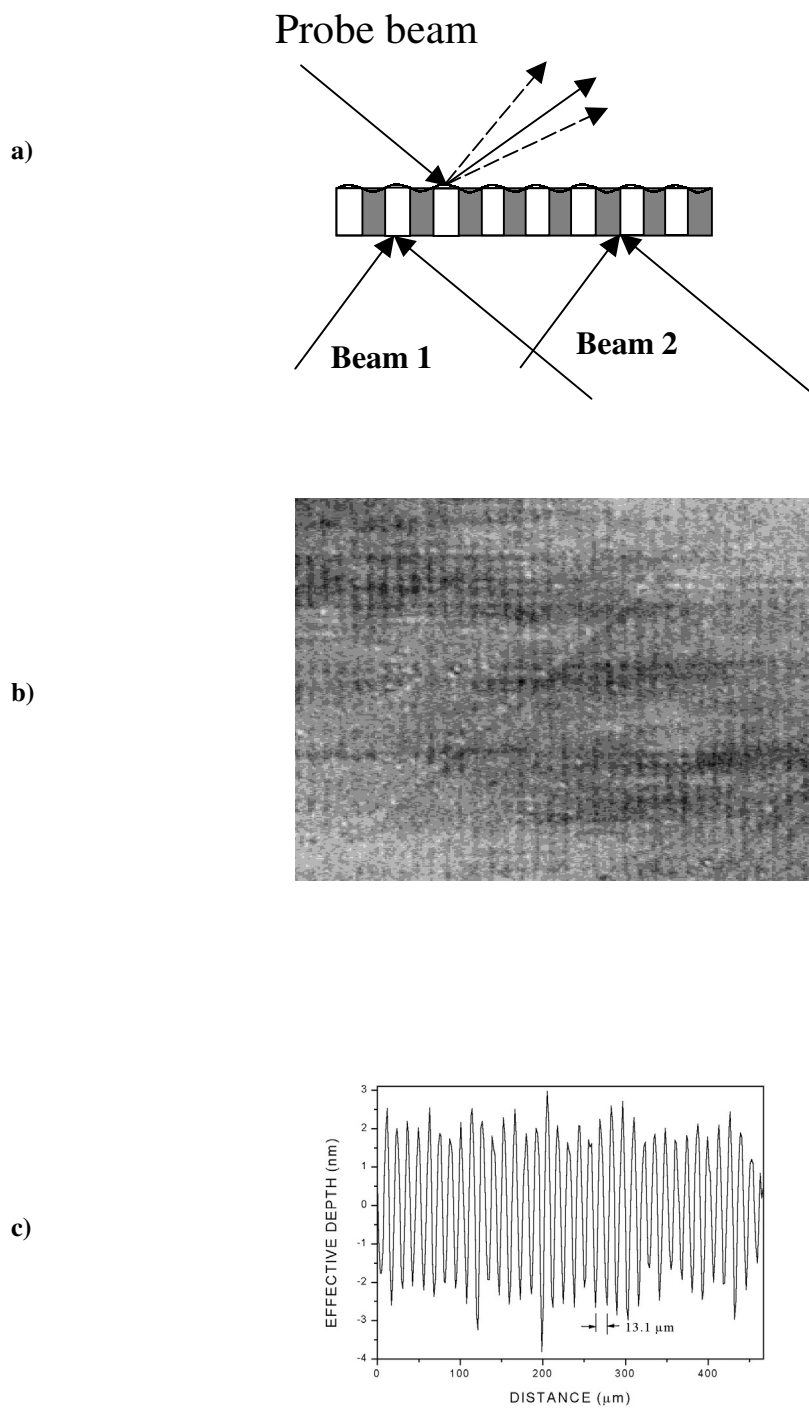 Probe beam
a)
Beam 1
Beam 2
b)
c)
EFFECTIVE DEPTH (nm)
3
2
1
0
-1
-2
-3
-4
13.1 µm
0 100 200 300 400
DISTANCE (µm)